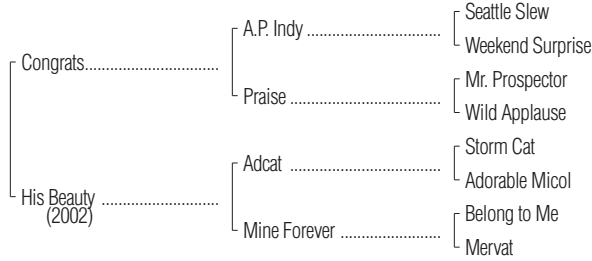 Seattle Slew
A.P. Indy ..................................
Weekend Surprise
Congrats..................................
Mr. Prospector
Praise ......................................
Wild Applause
Storm Cat
Adcat ......................................
Adorable Micol
His Beauty ..............................
(2002)
Belong to Me
Mine Forever .........................
Mervat